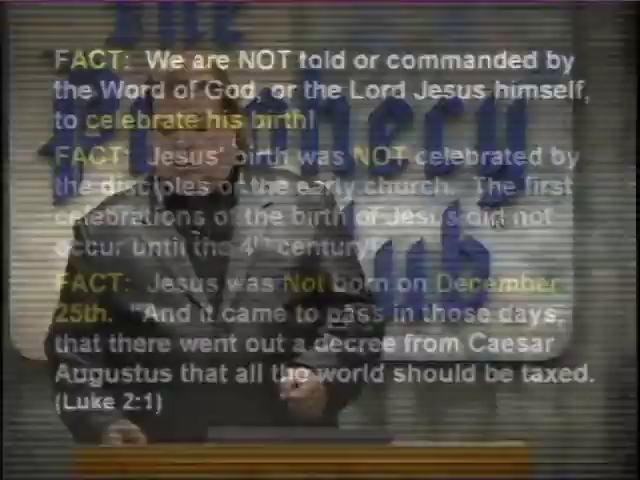 The
Prophecy
Club
FACT: We are NOT told or commanded by
the Word of God, or the Lord Jesus himself,
to celebrate his birth!
FACT: Jesus' birth was NOT celebrated by
the disciples or the early church. The first
celebrations of the birth of Jesus did not
occur until the 4th century!
FACT: Jesus was Not born on December
25th. "And it came to pass in those days,
that there went out a decree from Caesar
Augustus that all the world should be taxed.
(Luke 2:1)